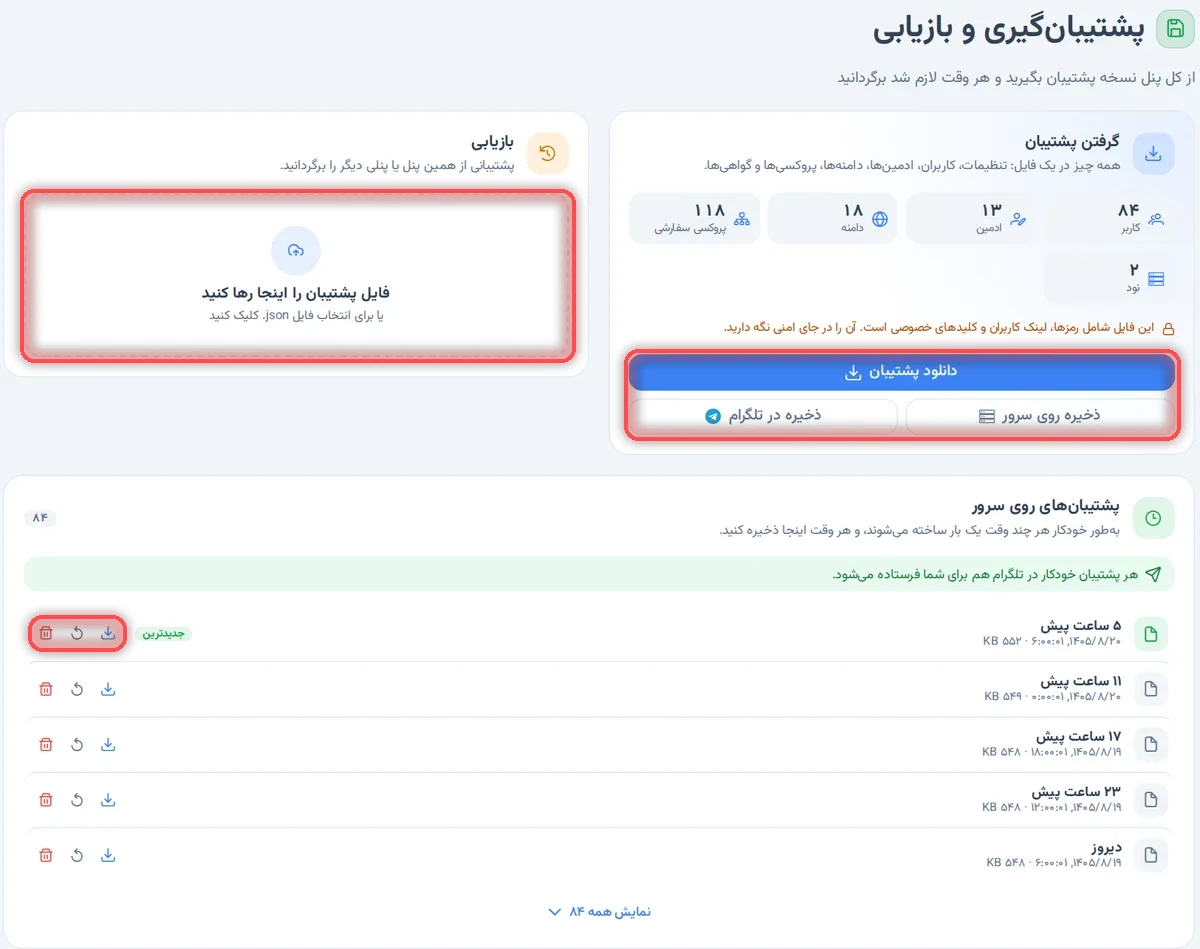 پشتیبان‌گیری و بازیابی
از کل پنل نسخه پشتیبان بگیرید و هر وقت لازم شد برگردانید
گرفتن پشتیبان
همه چیز در یک فایل: تنظیمات، کاربران، ادمین‌ها، دامنه‌ها، پروکسی‌ها و گواهی‌ها.
۸۴
کاربر
۱۳
ادمین
۱۸
دامنه
۱۱۸
پروکسی سفارشی
۲
نود
این فایل شامل رمزها، لینک کاربران و کلیدهای خصوصی است. آن را در جای امنی نگه دارید.
دانلود پشتیبان
ذخیره روی سرور
ذخیره در تلگرام
بازیابی
پشتیبانی از همین پنل یا پنلی دیگر را برگردانید.
فایل پشتیبان را اینجا رها کنید
یا برای انتخاب فایل json. کلیک کنید
پشتیبان‌های روی سرور
به‌طور خودکار هر چند وقت یک بار ساخته می‌شوند، و هر وقت اینجا ذخیره کنید.
۸۴
هر پشتیبان خودکار در تلگرام هم برای شما فرستاده می‌شود.
۵ ساعت پیش
۱۴۰۵/۸/۲۰, ۶:۰۰:۰۱ · ۵۵۲ KB
جدیدترین
۱۱ ساعت پیش
۱۴۰۵/۸/۲۰, ۰:۰۰:۰۱ · ۵۴۹ KB
۱۷ ساعت پیش
۱۴۰۵/۸/۱۹, ۱۸:۰۰:۰۱ · ۵۴۸ KB
۲۳ ساعت پیش
۱۴۰۵/۸/۱۹, ۱۲:۰۰:۰۱ · ۵۴۸ KB
دیروز
۱۴۰۵/۸/۱۹, ۶:۰۰:۰۱ · ۵۴۸ KB
نمایش همه ۸۴